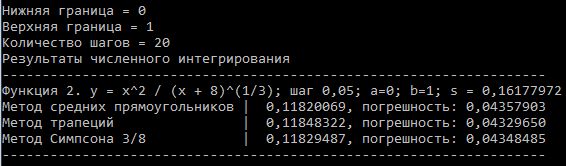 Нижняя граница = 0
Верхняя граница = 1
Количество шагов = 20
Результаты численного интегрирования
--------------------------------------------------------------------------
Функция 2. y = x^2 / (x + 8)^(1/3); шаг 0,05; a=0; b=1; s = 0,16177972
Метод средних прямоугольников | 0,11820069, погрешность: 0,04357903
Метод трапеций | 0,11848322, погрешность: 0,04329650
Метод Симпсона 3/8 | 0,11829487, погрешность: 0,04348485
--------------------------------------------------------------------------